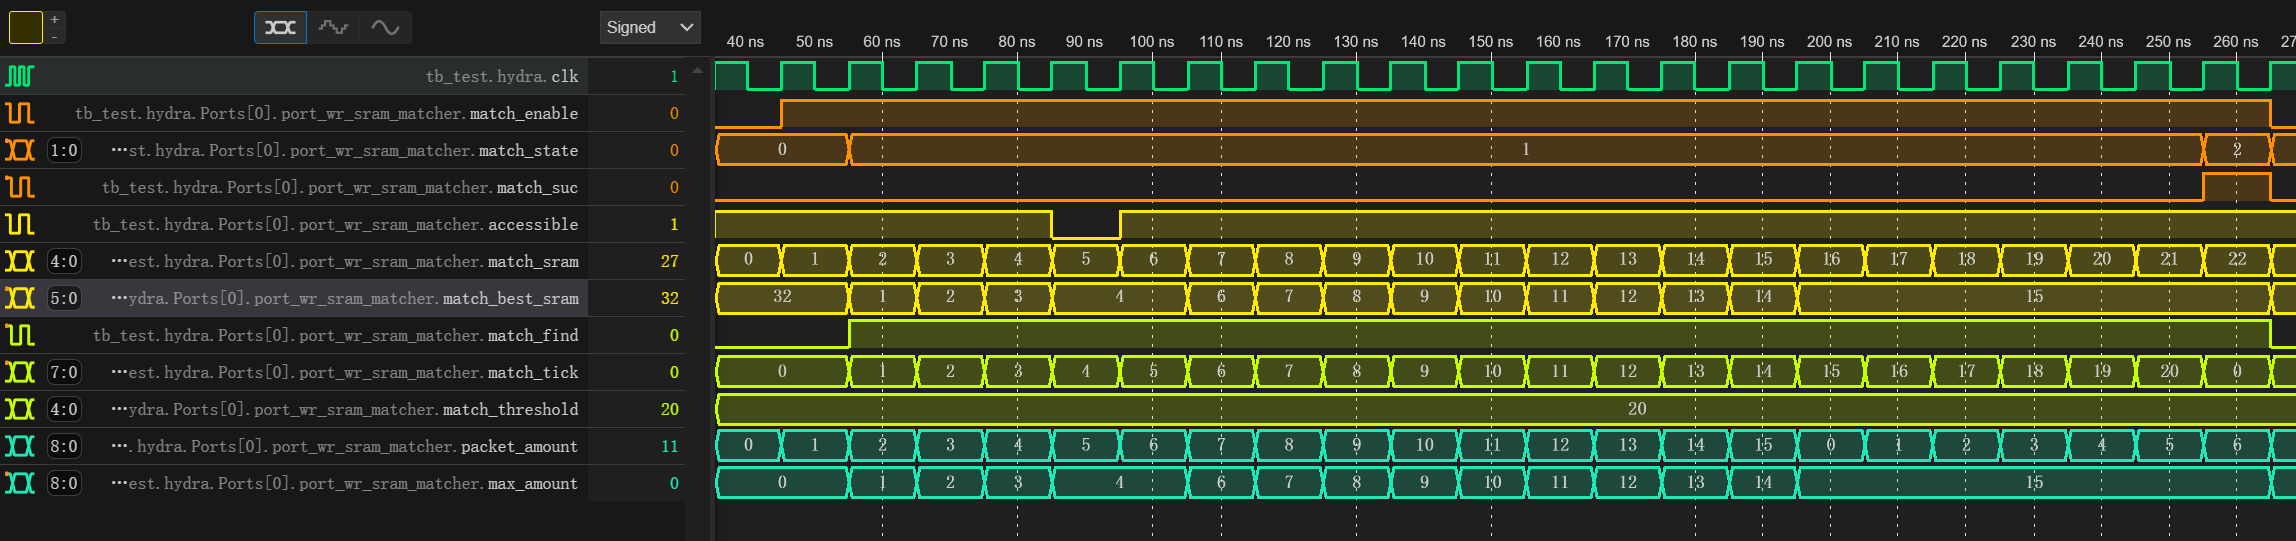 +
-
Signed
40 ns 50 ns 60 ns 70 ns 80 ns 90 ns 100 ns 110 ns 120 ns 130 ns 140 ns 150 ns 160 ns 170 ns 180 ns 190 ns 200 ns 210 ns 220 ns 230 ns 240 ns 250 ns 260 ns 27
tb_test.hydra.clk 1
tb_test.hydra.Ports[0].port_wr_sram_matcher.match_enable 0
1:0 ···st.hydra.Ports[0].port_wr_sram_matcher.match_state 0 0 1 2
tb_test.hydra.Ports[0].port_wr_sram_matcher.match_suc 0
tb_test.hydra.Ports[0].port_wr_sram_matcher.accessible 1
4:0 ···est.hydra.Ports[0].port_wr_sram_matcher.match_sram 27 0 1 2 3 4 5 6 7 8 9 10 11 12 13 14 15 16 17 18 19 20 21 22
5:0 ···ydra.Ports[0].port_wr_sram_matcher.match_best_sram 32 32 1 2 3 4 6 7 8 9 10 11 12 13 14 15
tb_test.hydra.Ports[0].port_wr_sram_matcher.match_find 0
7:0 ···est.hydra.Ports[0].port_wr_sram_matcher.match_tick 0 0 1 2 3 4 5 6 7 8 9 10 11 12 13 14 15 16 17 18 19 20 0
4:0 ···ydra.Ports[0].port_wr_sram_matcher.match_threshold 20 20
8:0 ···.hydra.Ports[0].port_wr_sram_matcher.packet_amount 11 0 1 2 3 4 5 6 7 8 9 10 11 12 13 14 15 0 1 2 3 4 5 6
8:0 ···est.hydra.Ports[0].port_wr_sram_matcher.max_amount 0 0 1 2 3 4 6 7 8 9 10 11 12 13 14 15